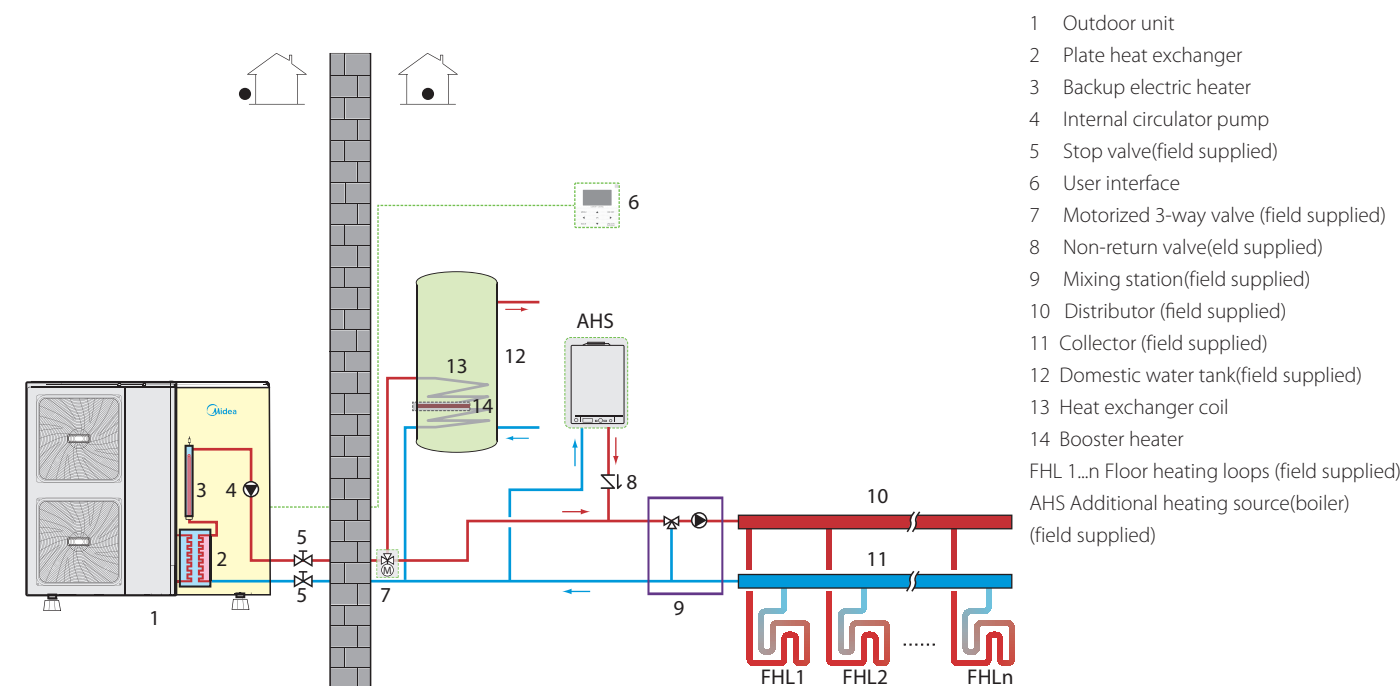 1 Outdoor unit
2 Plate heat exchanger
3 Backup electric heater
4 Internal circulator pump
5 Stop valve(field supplied)
6 User interface
7 Motorized 3-way valve (field supplied)
8 Non-return valve(eld supplied)
9 Mixing station(field supplied)
10 Distributor (field supplied)
11 Collector (field supplied)
12 Domestic water tank(field supplied)
13 Heat exchanger coil
14 Booster heater
FHL 1...n Floor heating loops (field supplied)
AHS Additional heating source(boiler)
(field supplied)
6
AHS
12
13
14
Midea
3
4
8
10
5
2
11
M
5
7
9
1
......
FHL1
FHL2
FHLn